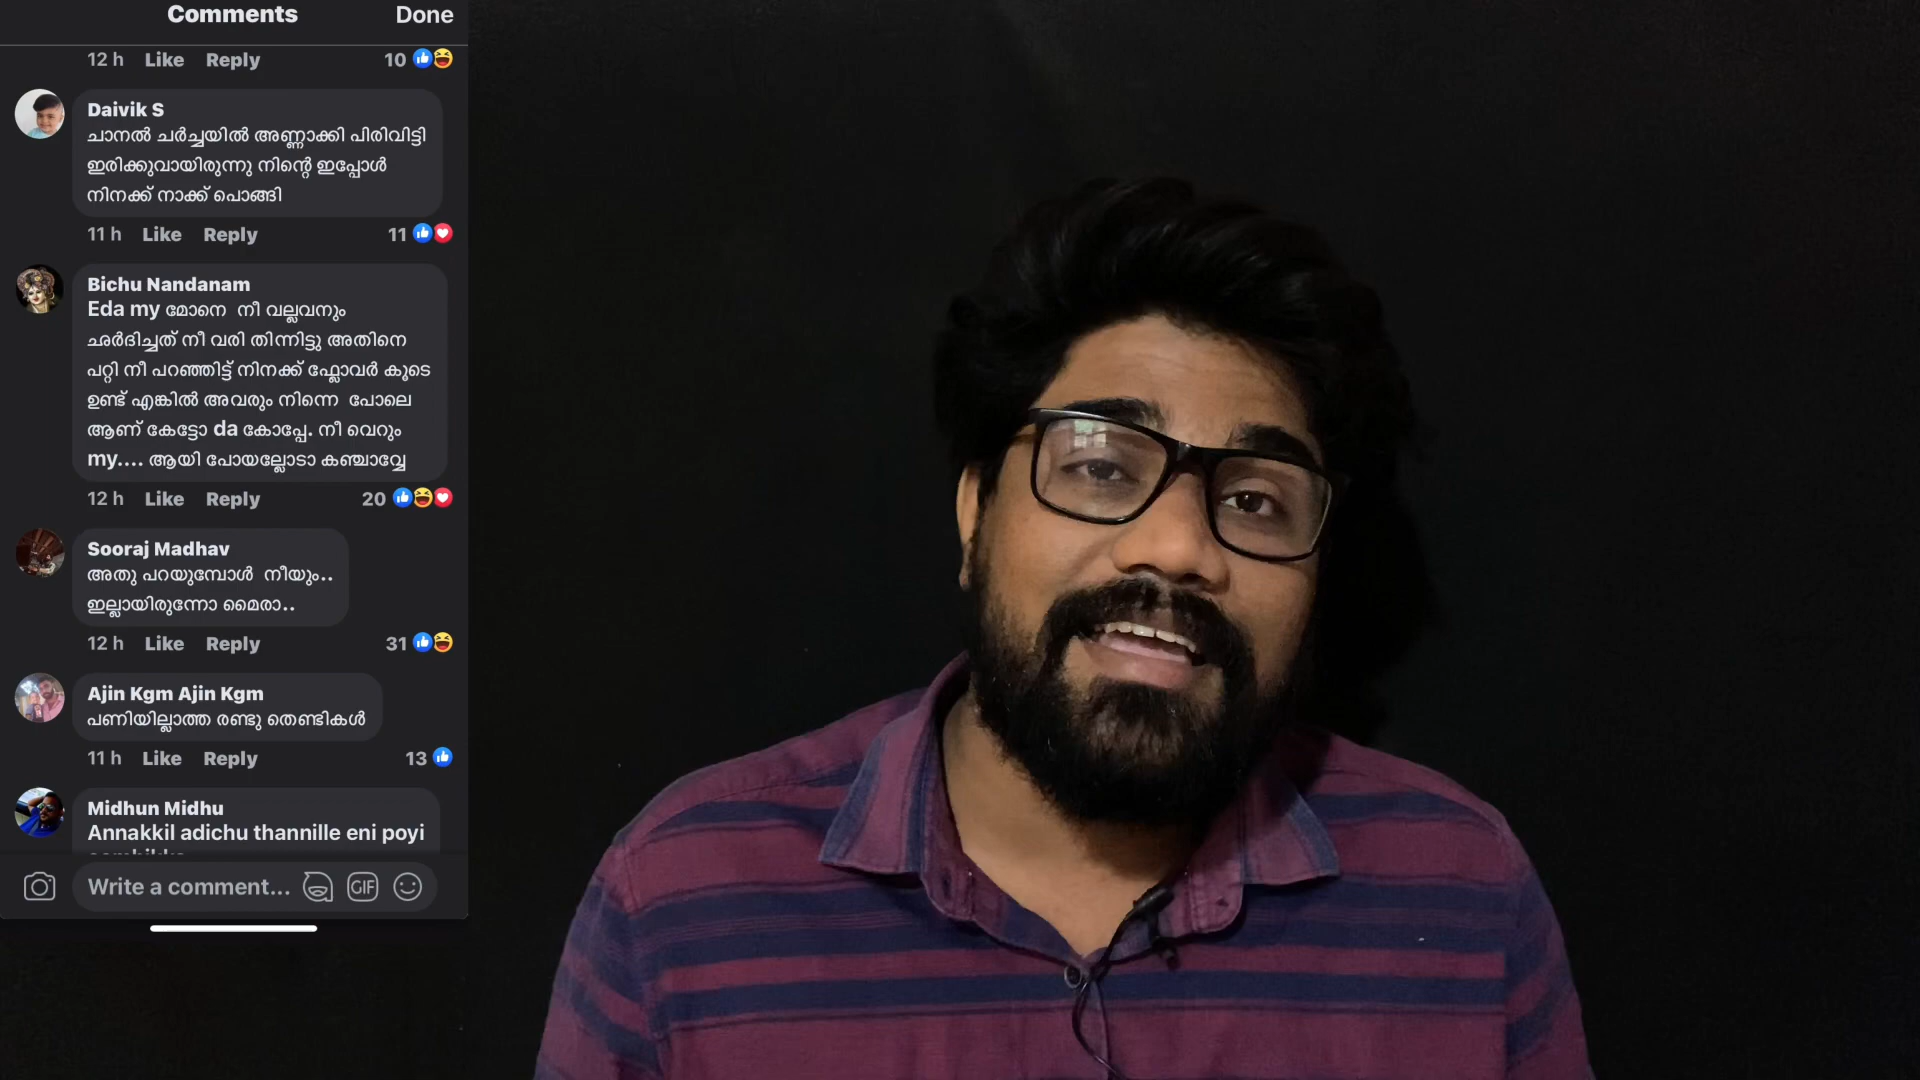 Comments
Done
12 h Like Reply 10
Daivik S
ചാനൽ ചർച്ചയിൽ അണ്ണാക്കി പിരിവിട്ടി
ഇരിക്കുവായിരുന്നു നിന്റെ ഇപ്പോൾ
നിനക്ക് നാക്ക് പൊങ്ങി
11 h Like Reply 11
Bichu Nandanam
Eda my മോനെ നീ വല്ലവനും
ഛർദിച്ചത് നീ വരി തിന്നിട്ടു അതിനെ
പറ്റി നീ പറഞ്ഞിട്ട് നിനക്ക് ഫ്ലോവർ കൂടെ
ഉണ്ട് എങ്കിൽ അവരും നിന്നെ പോലെ
ആണ് കേട്ടോ da കോപ്പേ. നീ വെറും
my.... ആയി പോയല്ലോടാ കഞ്ചാവ്വേ
12 h Like Reply 20
Sooraj Madhav
അതു പറയുമ്പോൾ നീയും..
ഇല്ലായിരുന്നോ മൈരാ..
12 h Like Reply 31
Ajin Kgm Ajin Kgm
പണിയില്ലാത്ത രണ്ടു തെണ്ടികൾ
11 h Like Reply 13
Midhun Midhu
Annakkil adichu thannille eni poyi
Write a comment... GIF